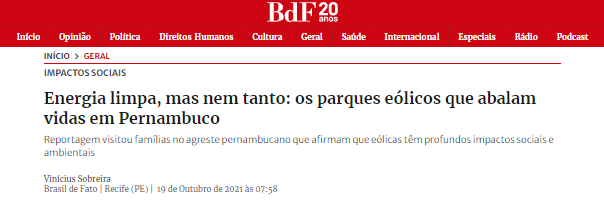 BdF 20 anos
Início Opinião Política Direitos Humanos Cultura Geral Saúde Internacional Especiais Rádio Podcast
INÍCIO > GERAL
IMPACTOS SOCIAIS
Energia limpa, mas nem tanto: os parques eólicos que abalam
vidas em Pernambuco
Reportagem visitou famílias no agreste pernambucano que afirmam que eólicas têm profundos impactos sociais e
ambientais
Vinícius Sobreira
Brasil de Fato | Recife (PE) | 19 de Outubro de 2021 às 07:58